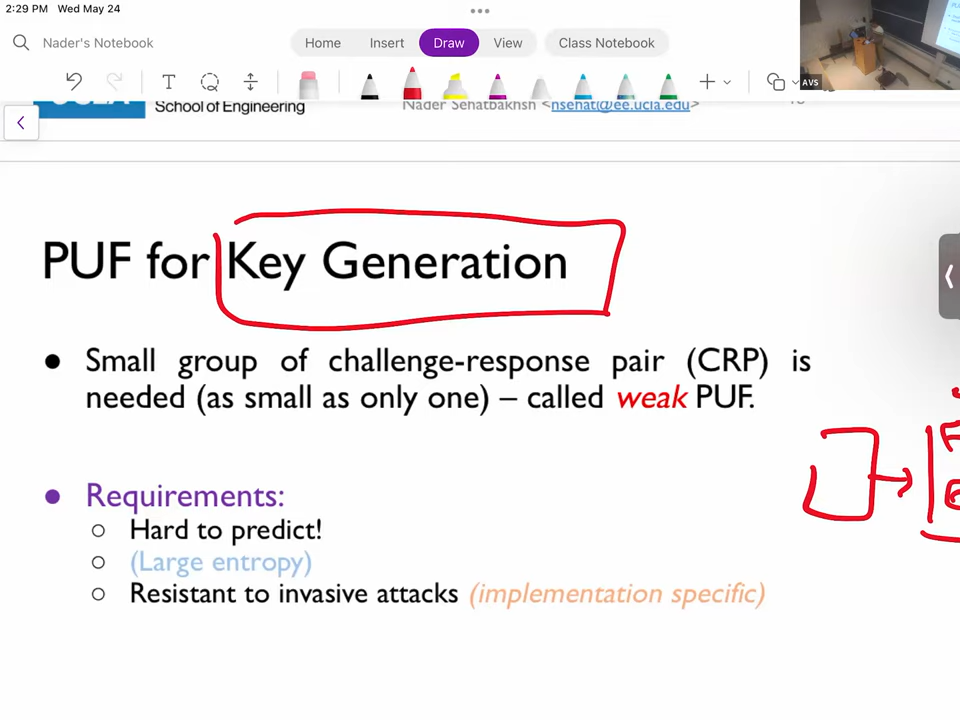 2:29 PM Wed May 24
Nader's Notebook
Home Insert Draw View Class Notebook
T
AVS
School of Engineering
Nader Sehatbakhsh <nsehat@ee.ucla.edu>
PUF for Key Generation
● Small group of challenge-response pair (CRP) is
needed (as small as only one) – called weak PUF.
● Requirements:
○ Hard to predict!
○ (Large entropy)
○ Resistant to invasive attacks (implementation specific)